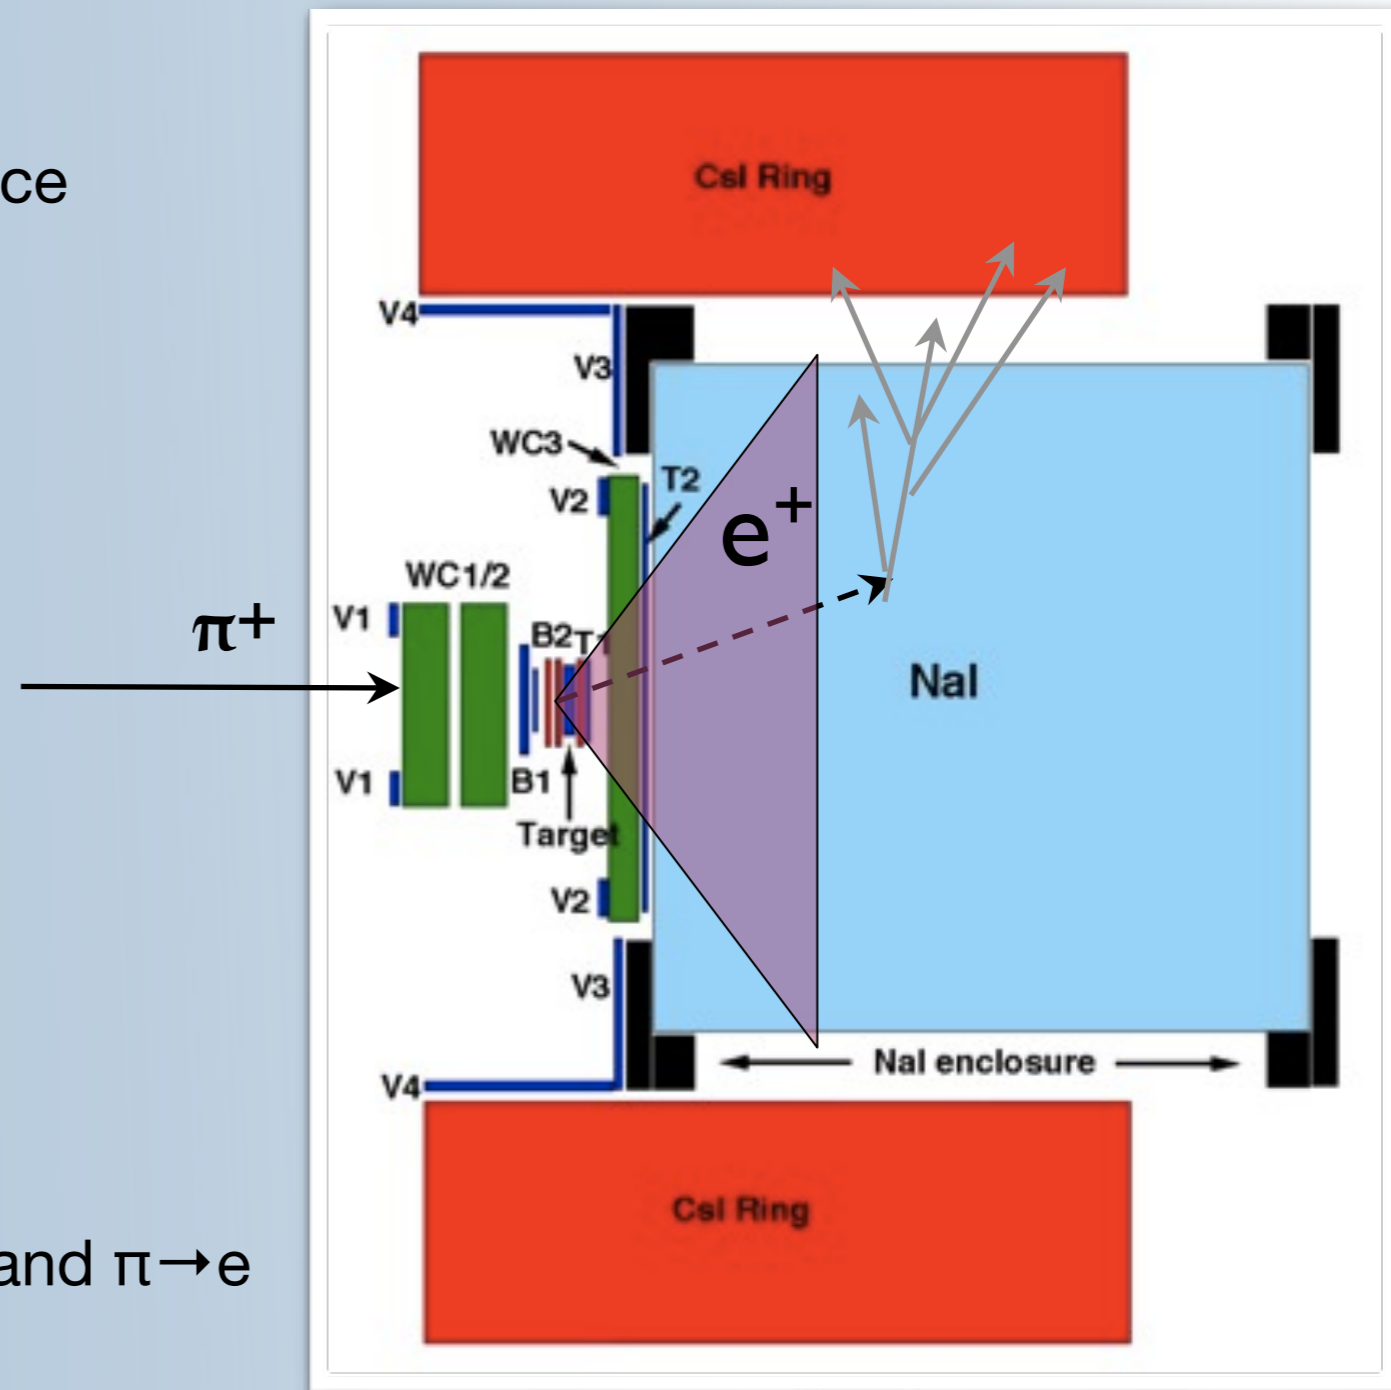 ce
CsI Ring
V4
V3
WC3
T2
V2
e+
WC1/2
π+
V1
B2
T1
NaI
V1
B1
Target
V2
V3
NaI enclosure
V4
CsI Ring
and π→e